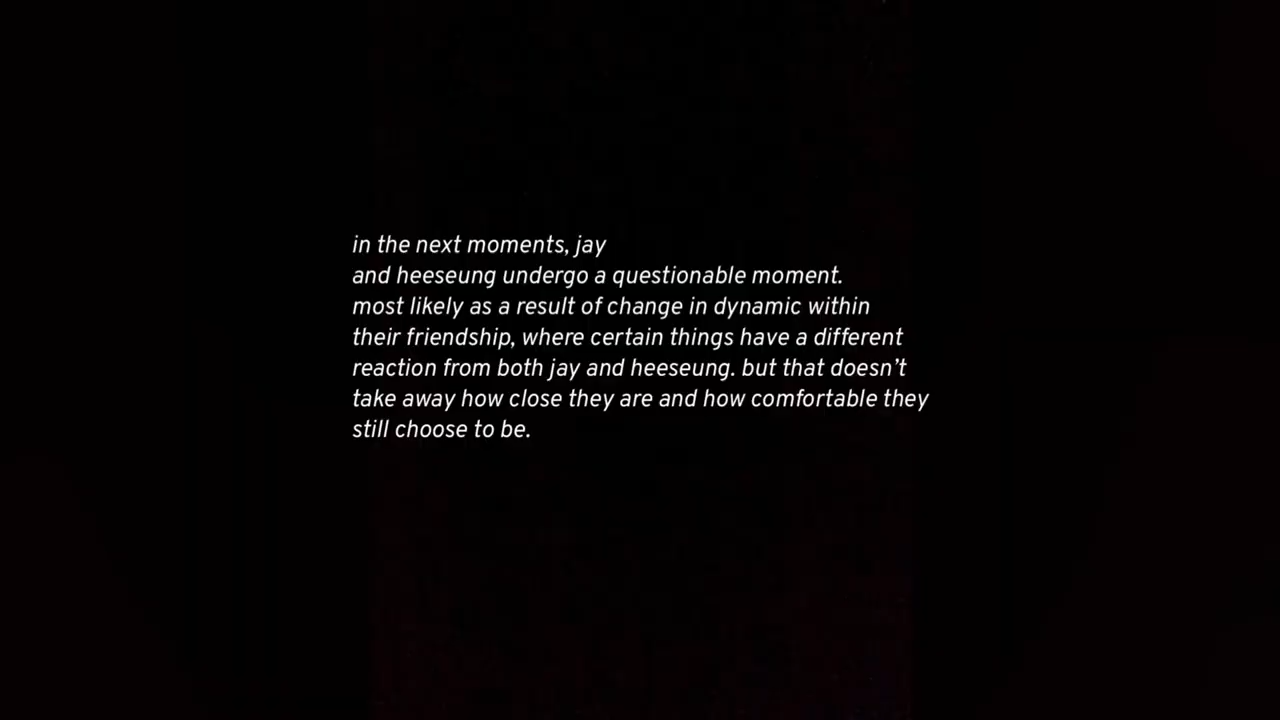 in the next moments, jay
and heeseung undergo a questionable moment.
most likely as a result of change in dynamic within
their friendship, where certain things have a different
reaction from both jay and heeseung. but that doesn’t
take away how close they are and how comfortable they
still choose to be.